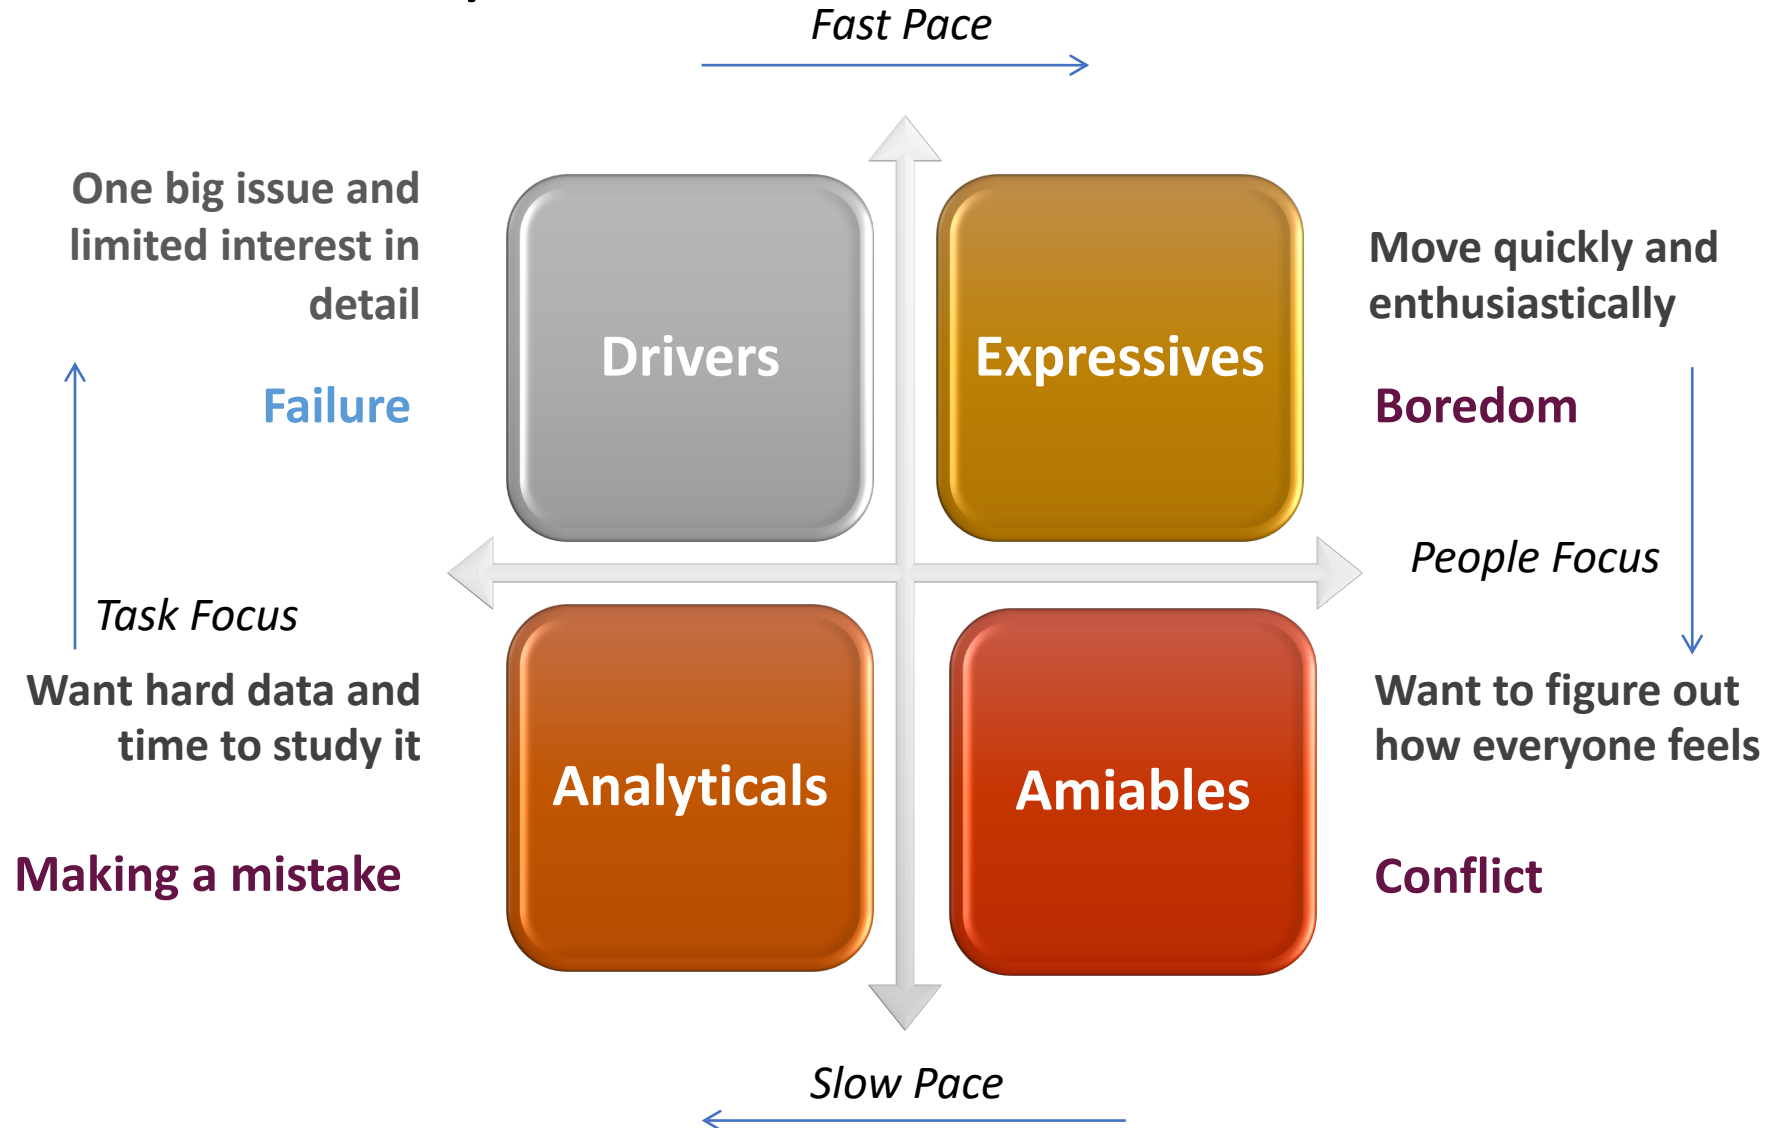 Fast Pace
One big issue and
limited interest in
detail
Failure
Drivers
Expressives
Move quickly and
enthusiastically
Boredom
Task Focus
People Focus
Want hard data and
time to study it
Making a mistake
Analyticals
Amiables
Want to figure out
how everyone feels
Conflict
Slow Pace